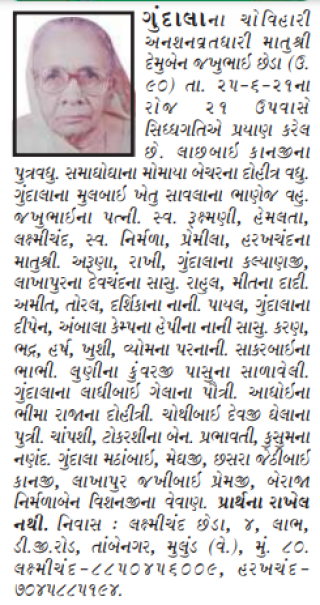 ગુંદાલાના ચોવિહારી
અનશનવ્રતધારી માતુશ્રી
દેમુબેન જખુભાઈ છેડા (ઉ.
૯૦) તા. ૨૫-૬-૨૧ના
રોજ ૨૧ ઉપવાસે
સિધ્ધગતિએ પ્રયાણ કરેલ
છે. લાછબાઈ કાનજીના
પુત્રવધુ. સમાઘોઘાના મોમાયા બેચરના દોહીત્ર વધુ.
ગુંદાલાના મુલબાઈ ખેતુ સાવલાના ભાણેજ વહુ.
જખુભાઈના પત્ની. સ્વ. રૂક્ષ્મણી, હેમલતા,
લક્ષ્મીચંદ, સ્વ. નિર્મળા, પ્રેમીલા, હરખચંદના
માતુશ્રી. અરૂણા, રાખી, ગુંદાલાના કલ્યાણજી,
લાખાપુરના દેવચંદના સાસુ. રાહુલ, મીતના દાદી.
અમીત, તોરલ, દર્શિકાના નાની. પાયલ, ગુંદાલાના
દીપેન, અંબાલા કેમ્પના હેપીના નાની સાસુ. કરણ,
ભદ્ર, હર્ષ, ખુશી, વ્યોમના પરનાની. સાકરબાઈના
ભાભી. લુણીના કુંવરજી પાસુના સાળાવેલી.
ગુંદાલાના લાધીબાઈ ગેલાના પૌત્રી. આધોઈના
ભીમા રાજાના દોહીત્રી. ચોથીબાઈ દેવજી ઘેલાના
પુત્રી. ચાંપશી, ટોકરશીના બેન. પ્રભાવતી, કુસુમના
નણંદ. ગુંદાલા મઠાંબાઈ, મેઘજી, છસરા જેઠીબાઈ
કાનજી, લાખાપુર જખીબાઈ પ્રેમજી, બેરાજા
નિર્મળાબેન વિશનજીના વેવાણ. પ્રાર્થના રાખેલ
નથી. નિવાસ : લક્ષ્મીચંદ છેડા, ૪, લાભ,
ડી.જી.રોડ, તાંબેનગર, મુલુંડ (વે.), મું. ૮૦.
લક્ષ્મીચંદ-૮૮૫૦૪૫૬૦૦૯, હરખચંદ-
૭૦૪૫૮૮૫૧૯૪.